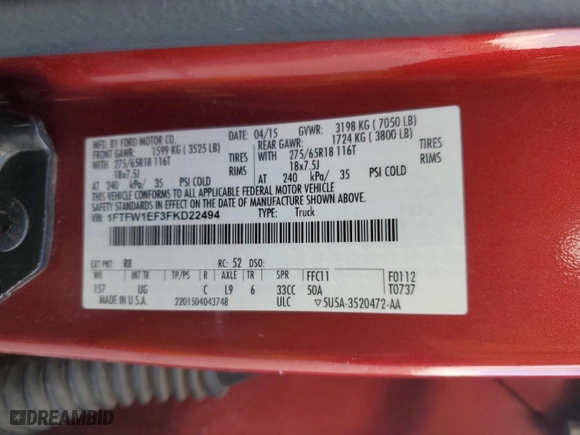 MFD. BY FORD MOTOR CO.
DATE: 04/15 GVWR: 3198 KG ( 7050 LB)
FRONT GAWR: 1599 KG ( 3525 LB) REAR GAWR: 1724 KG ( 3800 LB)
WITH 275/65R18 116T TIRES WITH 275/65R18 116T TIRES
18x7.5J RIMS 18x7.5J RIMS
AT 240 kPa/ 35 PSI COLD AT 240 kPa/ 35 PSI COLD
THIS VEHICLE CONFORMS TO ALL APPLICABLE FEDERAL MOTOR VEHICLE
SAFETY STANDARDS IN EFFECT ON THE DATE OF MANUFACTURE SHOWN ABOVE.
VIN: 1FTFW1EF3FKD22494 TYPE: Truck
EXT PNT: RR RC: 52 DSO:
WB INT TR TP/PS R AXLE TR SPR FFC11 F0112
157 UG C L9 6 33CC 50A T0737
MADE IN U.S.A. 2201504043748 ULC 5U5A-3520472-AA
DREAMBID